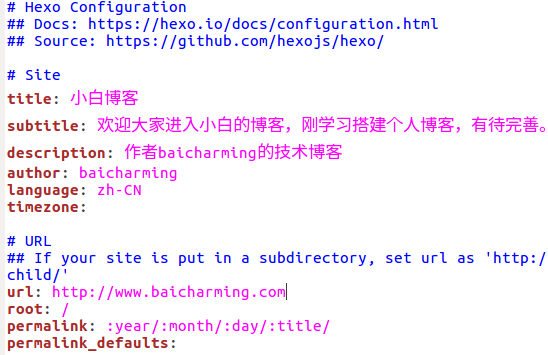 # Hexo Configuration
## Docs: https://hexo.io/docs/configuration.html
## Source: https://github.com/hexojs/hexo/
# Site
title: 小白博客
subtitle: 欢迎大家进入小白的博客，刚学习搭建个人博客，有待完善。
description: 作者baicharming的技术博客
author: baicharming
language: zh-CN
timezone:
# URL
## If your site is put in a subdirectory, set url as 'http:/
child/'
url: http://www.baicharming.com
root: /
permalink: :year/:month/:day/:title/
permalink_defaults: